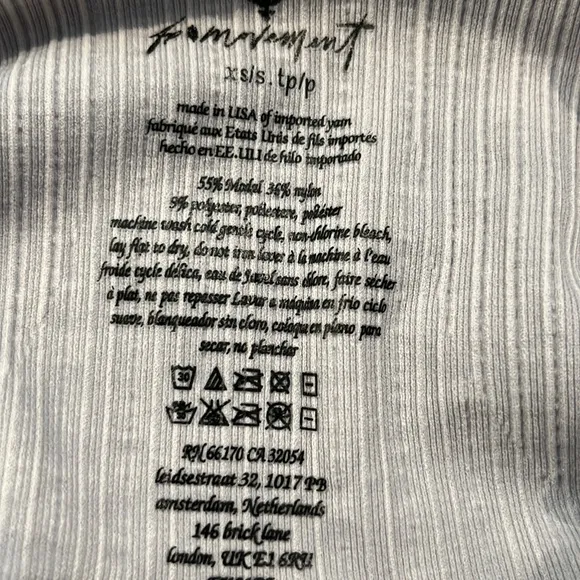 movement
xs/s.tp/p
made in USA of imported yarn
fabriqué aux Etats Unis de fils importés
hecho en EE.UU de hilo importado
55% Modal 36% nylon
9% polyester, poliestere, poliéster
machine wash cold gentle cycle, non-chlorine bleach,
lay flat to dry, do not iron laver à la machine à l'eau
froide cycle délica, eau de Javel sans chlore, faire sécher
à plat, ne pas repasser Lavar a máquina en frio ciclo
suave, blanqueador sin cloro, coloque en plano para
secar, no planchar
30
RN 66170 CA 32054
leidsestraat 32, 1017 PB
amsterdam, Netherlands
146 brick lane
london, UK E1 6RU